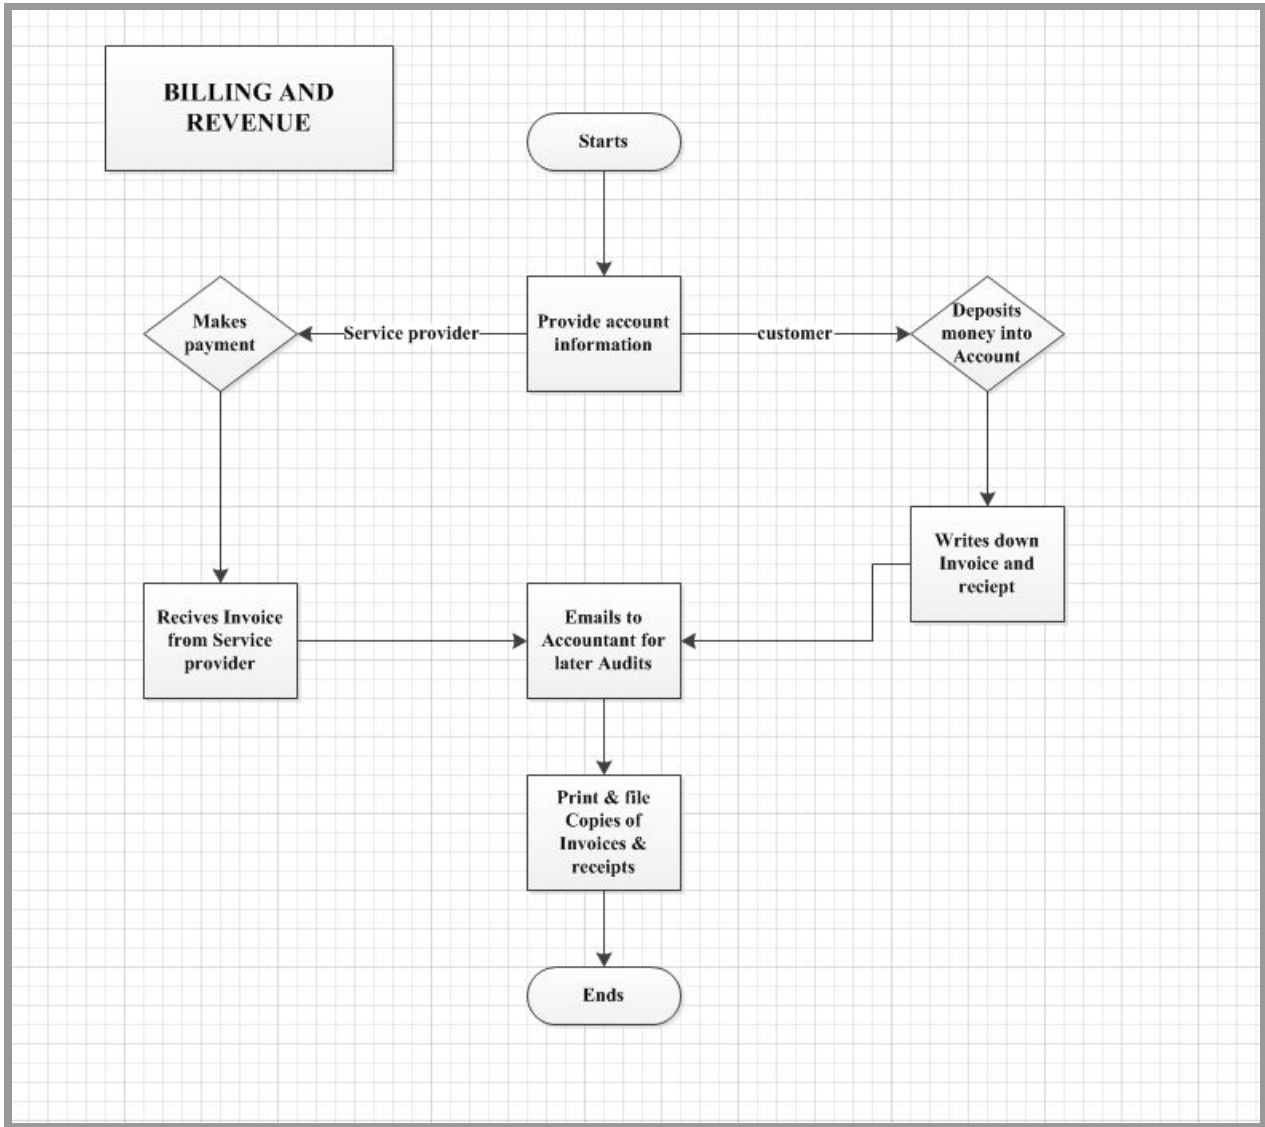 BILLING AND
REVENUE
Starts
Makes
payment
Service provider
Provide account
information
customer
Deposits
money into
Account
Writes down
Invoice and
reciept
Recives Invoice
from Service
provider
Emails to
Accountant for
later Audits
Print & file
Copies of
Invoices &
receipts
Ends